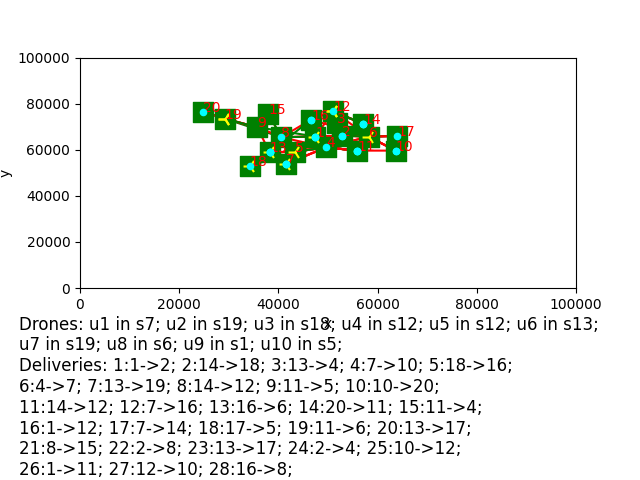 100000
80000
60000
40000
20000
0
y
0 20000 40000 60000 80000 100000
x
Drones: u1 in s7; u2 in s19; u3 in s18; u4 in s12; u5 in s12; u6 in s13;
u7 in s19; u8 in s6; u9 in s1; u10 in s5;
Deliveries: 1:1->2; 2:14->18; 3:13->4; 4:7->10; 5:18->16;
6:4->7; 7:13->19; 8:14->12; 9:11->5; 10:10->20;
11:14->12; 12:7->16; 13:16->6; 14:20->11; 15:11->4;
16:1->12; 17:7->14; 18:17->5; 19:11->6; 20:13->17;
21:8->15; 22:2->8; 23:13->17; 24:2->4; 25:10->12;
26:1->11; 27:12->10; 28:16->8;